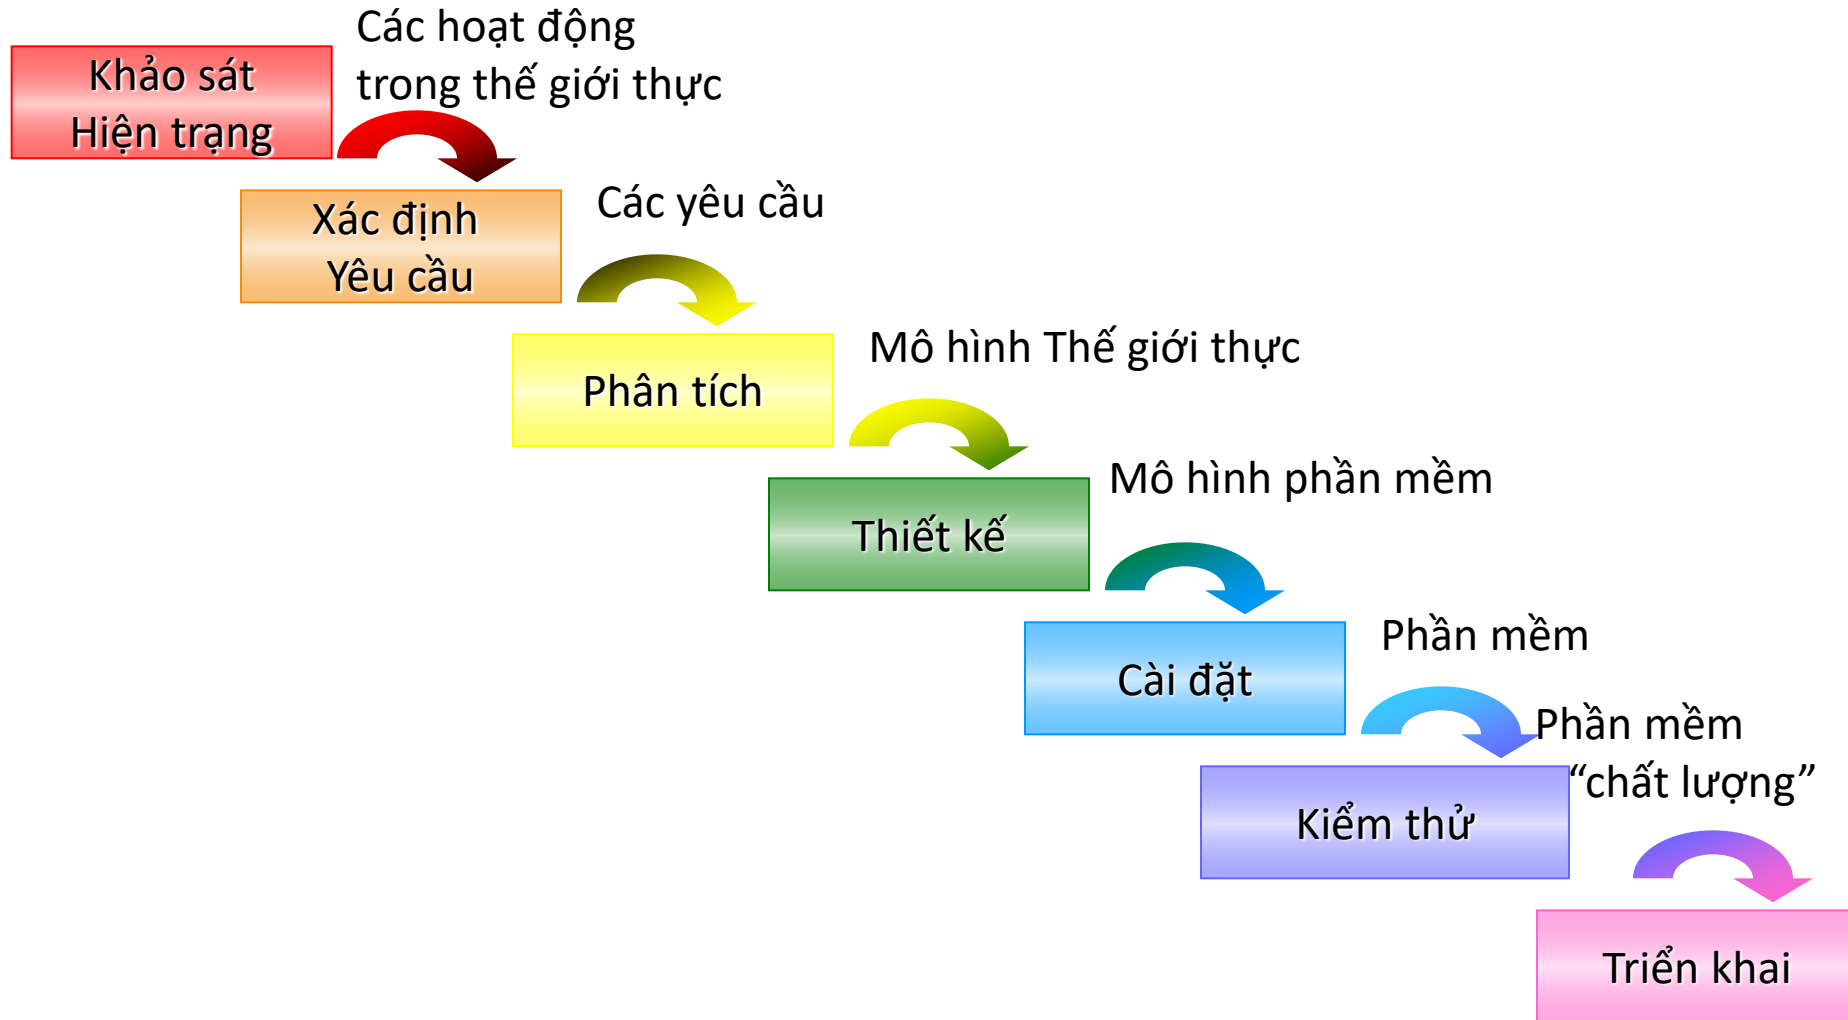 Khảo sát
Hiện trạng
Các hoạt động
trong thế giới thực
Xác định
Yêu cầu
Các yêu cầu
Phân tích
Mô hình Thế giới thực
Thiết kế
Mô hình phần mềm
Cài đặt
Phần mềm
Kiểm thử
Phần mềm
“chất lượng”
Triển khai